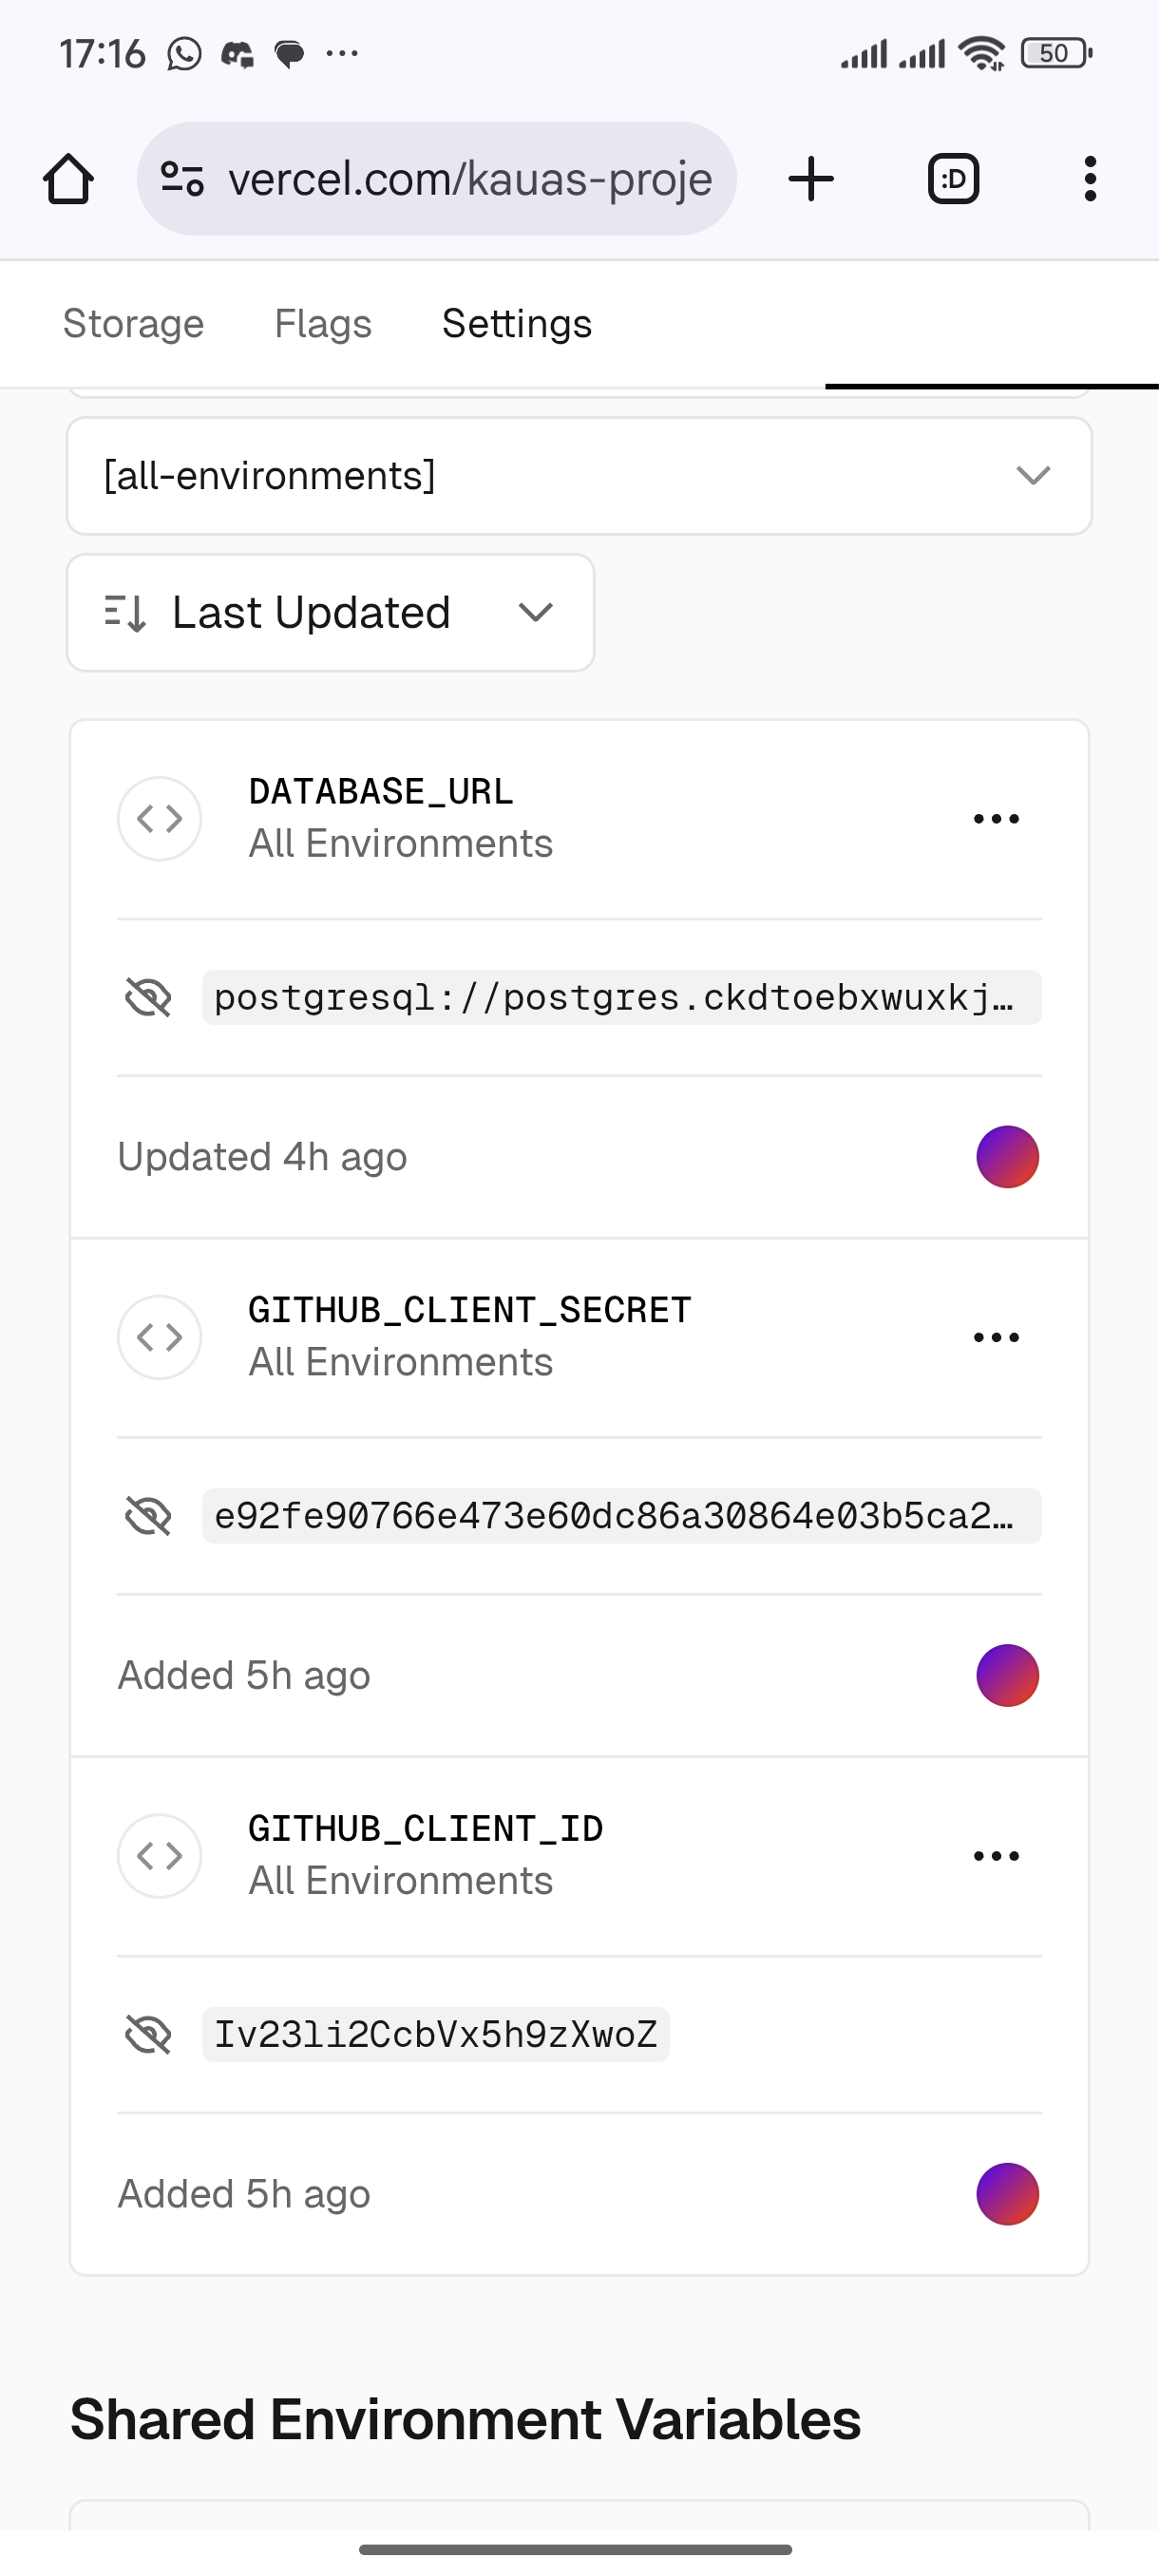 17:16
50
vercel.com/kauas-proje
:D
Storage Flags Settings
[all-environments]
Last Updated
DATABASE_URL
All Environments
postgresql://postgres.ckdtoebxwuxkj…
Updated 4h ago
GITHUB_CLIENT_SECRET
All Environments
e92fe90766e473e60dc86a30864e03b5ca2…
Added 5h ago
GITHUB_CLIENT_ID
All Environments
Iv23li2CcbVx5h9zXwoZ
Added 5h ago
Shared Environment Variables